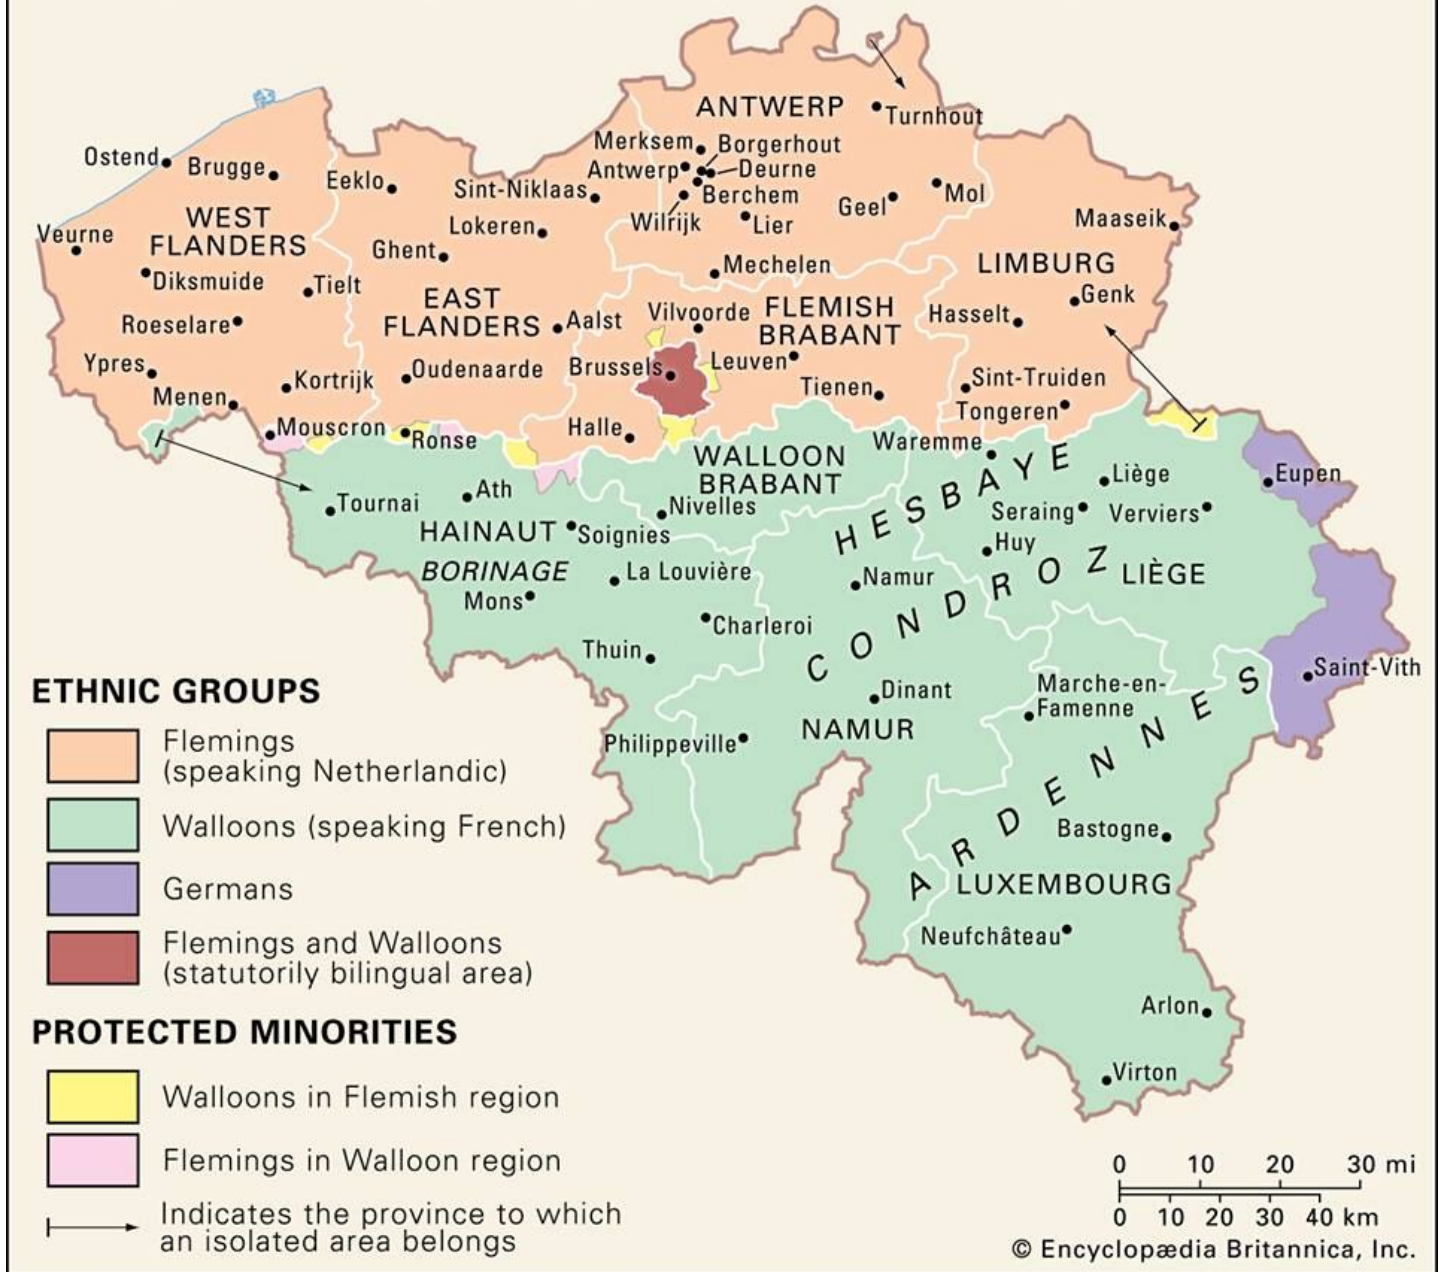 ANTWERP
Turnhout
Merksem
Borgerhout
Antwerp
Deurne
Berchem
Wilrijk
Lier
Geel
Mol
Mechelen
Ostend
Brugge
Eeklo
Sint-Niklaas
Lokeren
WEST
FLANDERS
Veurne
Ghent
Diksmuide
Tielt
EAST
FLANDERS
Roeselare
Aalst
Ypres
Kortrijk
Oudenaarde
Menen
Maaseik
LIMBURG
Genk
Hasselt
Vilvoorde
FLEMISH
BRABANT
Brussels
Leuven
Tienen
Sint-Truiden
Tongeren
Halle
Mouscron
Ronse
Waremme
WALLOON
BRABANT
HESBAYE
Liège
Eupen
Tournai
Ath
Nivelles
Seraing
Verviers
HAINAUT
Soignies
Huy
CONDROZ
LIÈGE
BORINAGE
La Louvière
Namur
Mons
Charleroi
Thuin
Saint-Vith
Dinant
Marche-en-
Famenne
NAMUR
Philippeville
ARDENNES
Bastogne
LUXEMBOURG
Neufchâteau
Arlon
Virton
ETHNIC GROUPS
Flemings
(speaking Netherlandic)
Walloons (speaking French)
Germans
Flemings and Walloons
(statutorily bilingual area)
PROTECTED MINORITIES
Walloons in Flemish region
Flemings in Walloon region
Indicates the province to which
an isolated area belongs
0 10 20 30 mi
0 10 20 30 40 km
© Encyclopædia Britannica, Inc.